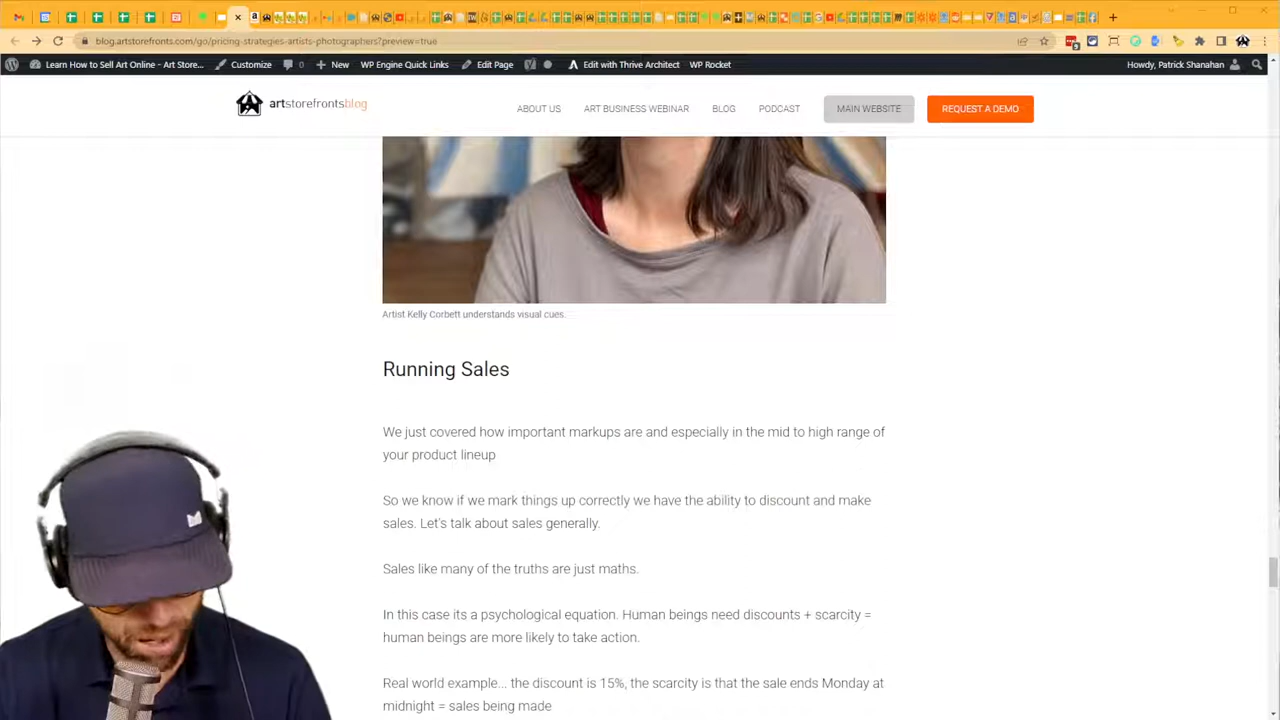 blog.artstorefronts.com/go/pricing-strategies-artists-photographers?preview=true
Learn How to Sell Art Online - Art Store... Customize 0 New WP Engine Quick Links Edit Page Edit with Thrive Architect WP Rocket Howdy, Patrick Shanahan
artstorefrontsblog ABOUT US ART BUSINESS WEBINAR BLOG PODCAST MAIN WEBSITE REQUEST A DEMO
Artist Kelly Corbett understands visual cues.
Running Sales
We just covered how important markups are and especially in the mid to high range of
your product lineup
So we know if we mark things up correctly we have the ability to discount and make
sales. Let's talk about sales generally.
Sales like many of the truths are just maths.
In this case its a psychological equation. Human beings need discounts + scarcity =
human beings are more likely to take action.
Real world example... the discount is 15%, the scarcity is that the sale ends Monday at
midnight = sales being made